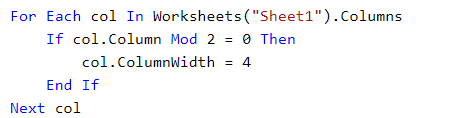 For Each col In Worksheets("Sheet1").Columns
    If col.Column Mod 2 = 0 Then
        col.ColumnWidth = 4
    End If
Next col